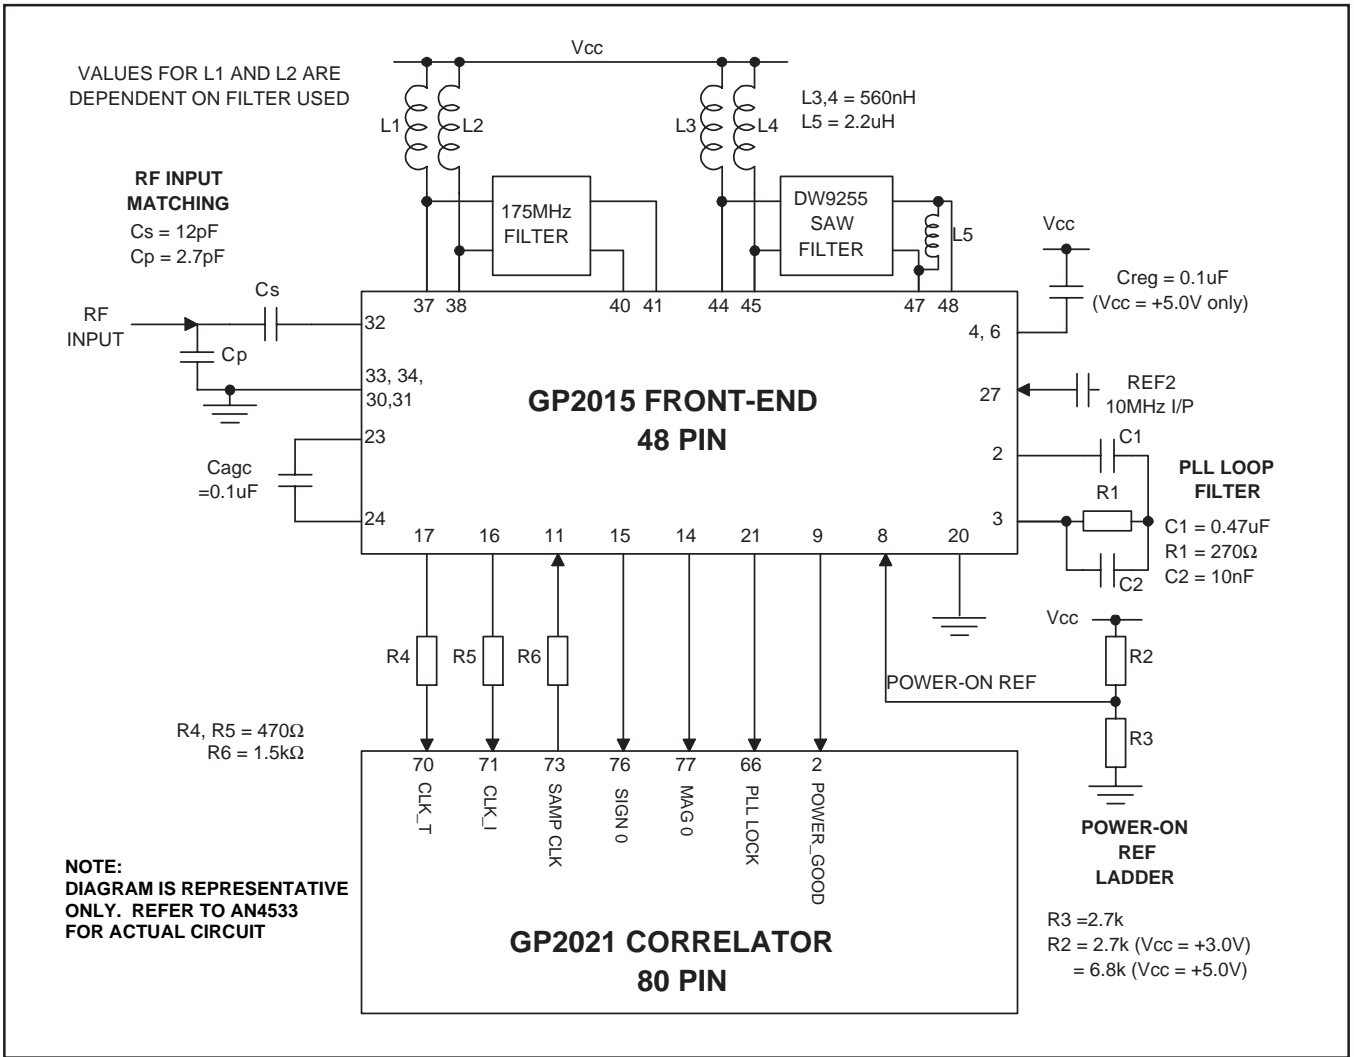 Vcc
VALUES FOR L1 AND L2 ARE
DEPENDENT ON FILTER USED
L1
L2
L3
L4
L3,4 = 560nH
L5 = 2.2uH
RF INPUT
MATCHING
Cs = 12pF
Cp = 2.7pF
175MHz
FILTER
DW9255
SAW
FILTER
L5
Vcc
Creg = 0.1uF
(Vcc = +5.0V only)
RF
INPUT
Cs
Cp
37
38
40
41
44
45
47
48
32
4, 6
33, 34,
30,31
27
REF2
10MHz I/P
GP2015 FRONT-END
48 PIN
23
24
Cagc
=0.1uF
2
3
C1
R1
C2
PLL LOOP
FILTER
C1 = 0.47uF
R1 = 270Ω
C2 = 10nF
17
16
11
15
14
21
9
8
20
R4
R5
R6
POWER-ON REF
Vcc
R2
R3
R4, R5 = 470Ω
R6 = 1.5kΩ
70
71
73
76
77
66
2
CLK_T
CLK_I
SAMP CLK
SIGN 0
MAG 0
PLL LOCK
POWER_GOOD
POWER-ON
REF
LADDER
NOTE:
DIAGRAM IS REPRESENTATIVE
ONLY. REFER TO AN4533
FOR ACTUAL CIRCUIT
GP2021 CORRELATOR
80 PIN
R3 =2.7k
R2 = 2.7k (Vcc = +3.0V)
= 6.8k (Vcc = +5.0V)